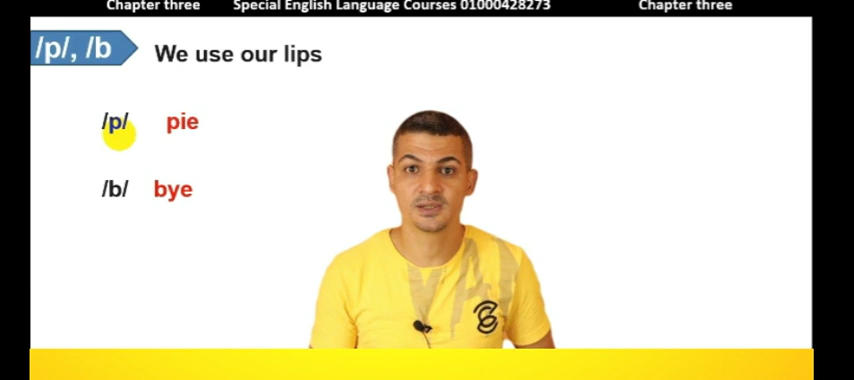 Chapter three Special English Language Courses 01000428273 Chapter three
/p/, /b
We use our lips
/p/ pie
/b/ bye